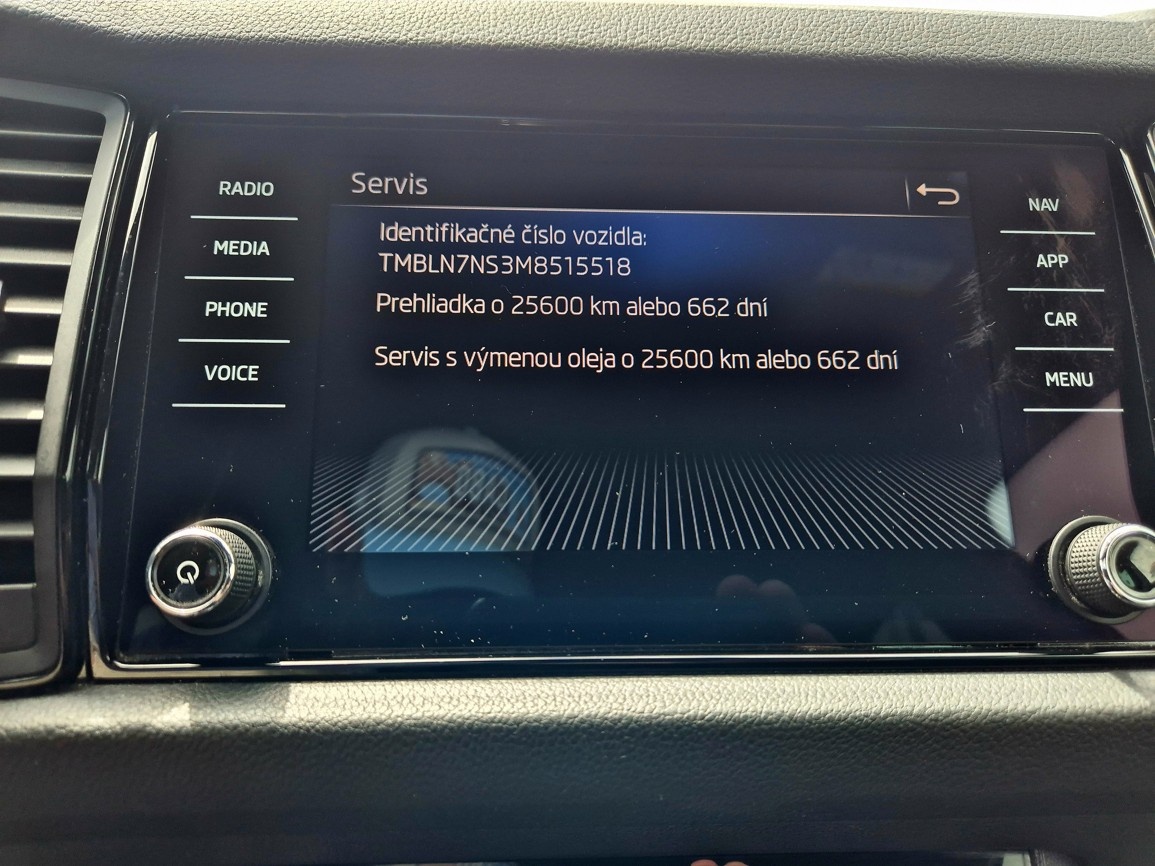 RADIO
MEDIA
PHONE
VOICE
Servis
Identifikačné číslo vozidla:
TMBLN7NS3M8515518
Prehliadka o 25600 km alebo 662 dní
Servis s výmenou oleja o 25600 km alebo 662 dní
NAV
APP
CAR
MENU